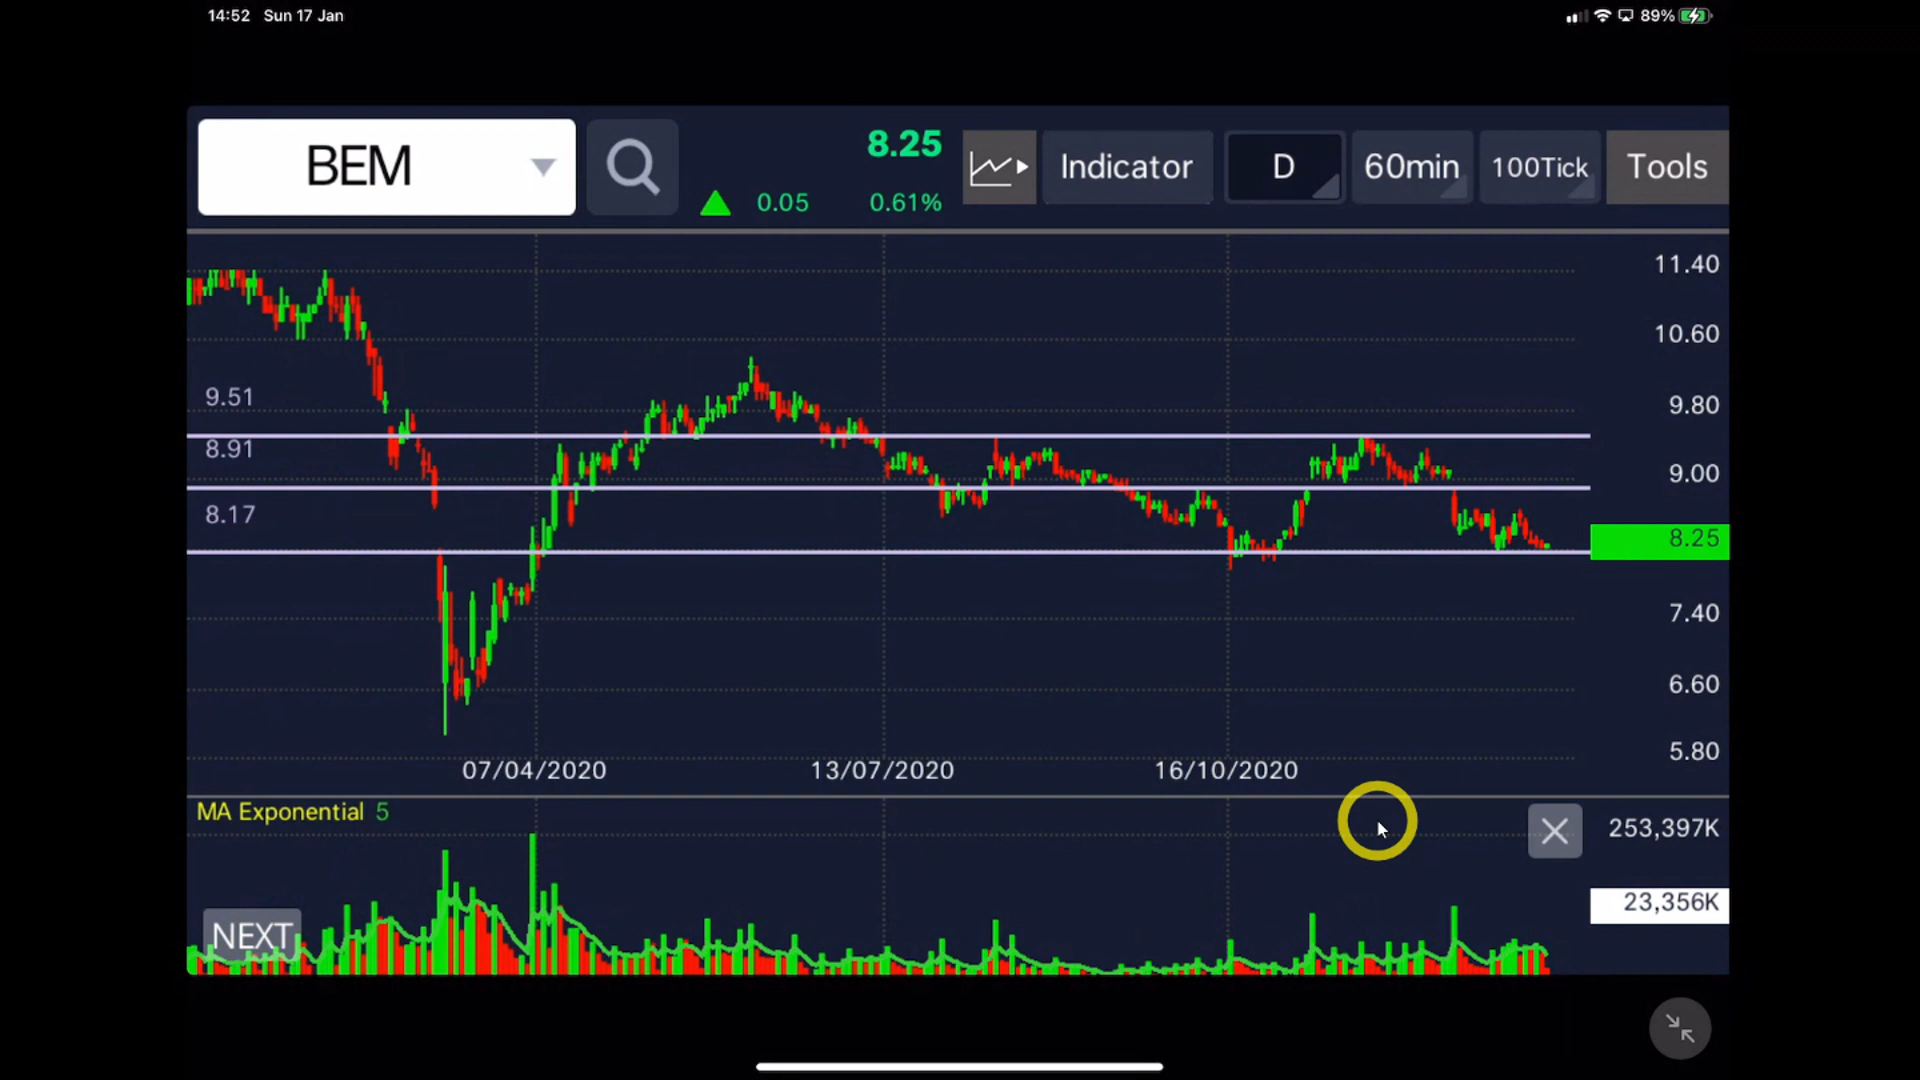 14:52 Sun 17 Jan
89%
BEM
8.25
0.05 0.61%
Indicator
D
60min
100Tick
Tools
11.40
10.60
9.80
9.00
8.25
7.40
6.60
5.80
9.51
8.91
8.17
07/04/2020 13/07/2020 16/10/2020
MA Exponential 5
253,397K
23,356K
NEXT